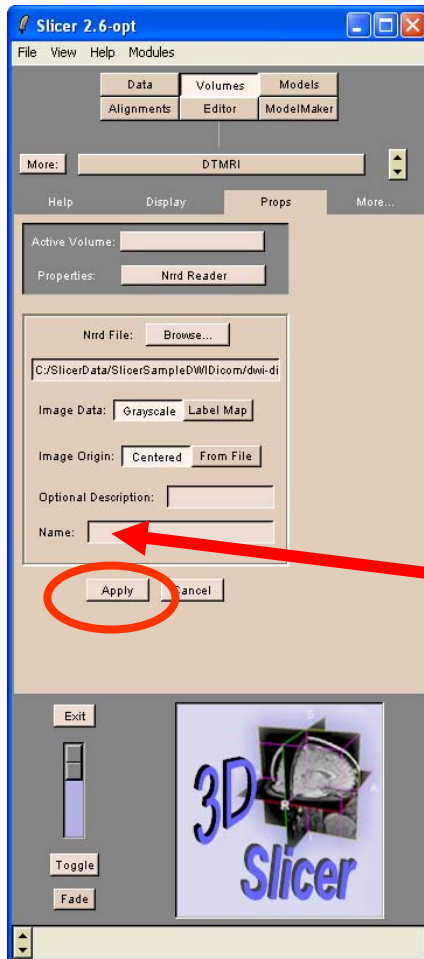 Slicer 2.6-opt
File View Help Modules
Data Volumes Models
Alignments Editor ModelMaker
More: DTMRI
Help Display Props More...
Active Volume:
Properties: Nrrd Reader
Nrrd File: Browse...
C:/SlicerData/SlicerSampleDWIDicom/dwi-di
Image Data: Grayscale Label Map
Image Origin: Centered From File
Optional Description:
Name:
Apply Cancel
Exit
Toggle
Fade
S
A
R
3D
Slicer